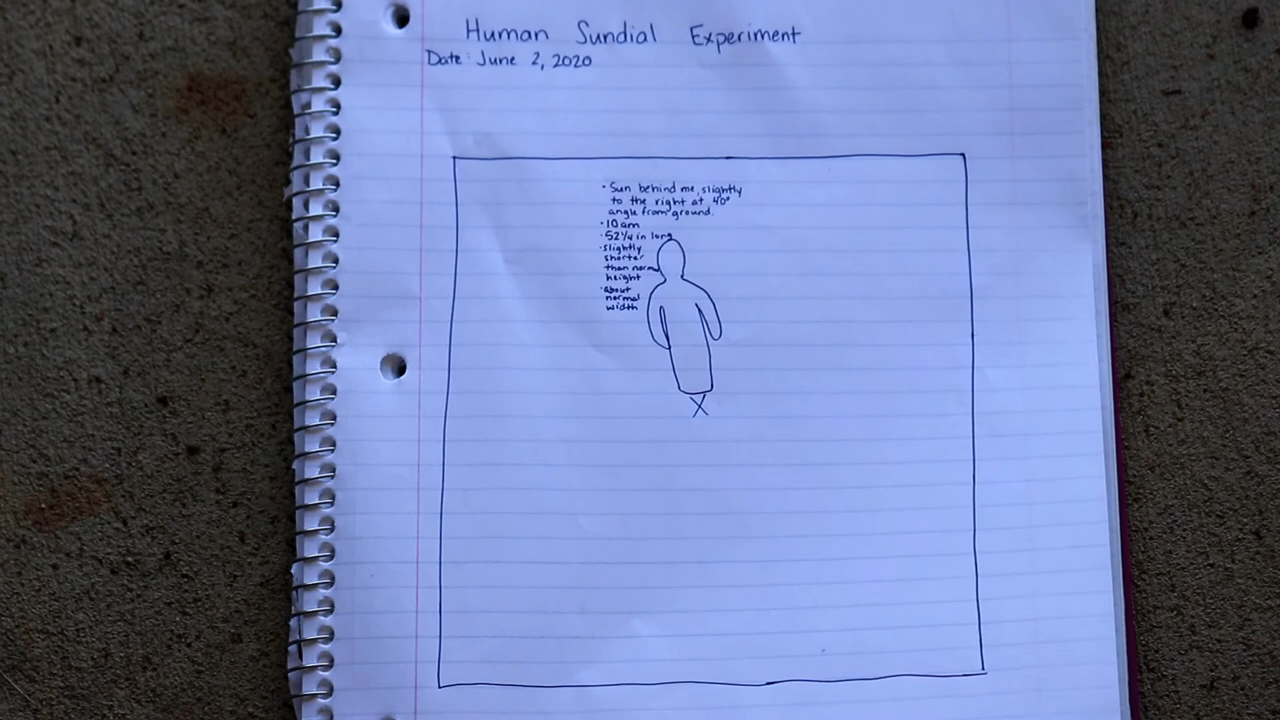 Human Sundial Experiment
Date: June 2, 2020
• Sun behind me, slightly
to the right at 40°
angle from ground.
• 10 am
• 52 1/4 in long
• slightly
shorter
than norm
height
• about
normal
width
X